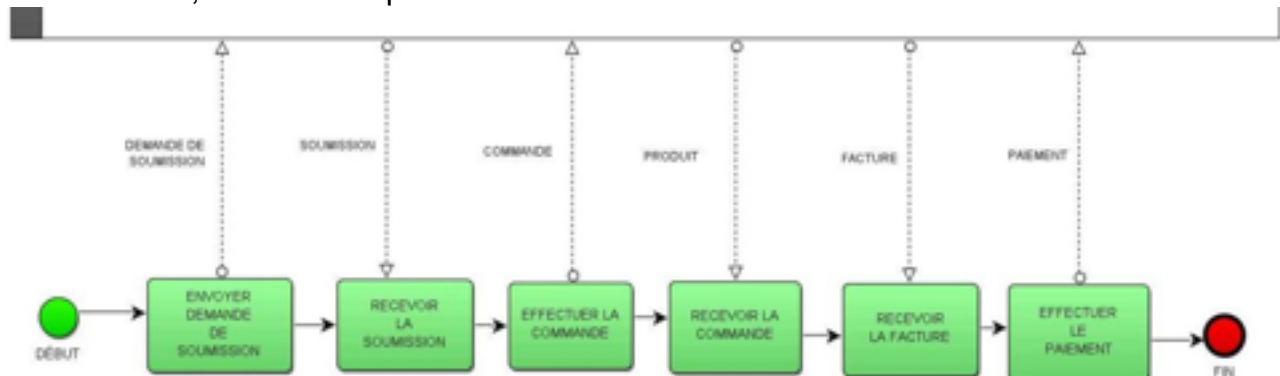 DEMANDE DE
SOUMISSION
SOUMISSION
COMMANDE
PRODUIT
FACTURE
PAIEMENT
ENVOYER
DEMANDE
DE
SOUMISSION
RECEVOIR
LA
SOUMISSION
EFFECTUER LA
COMMANDE
RECEVOIR LA
COMMANDE
RECEVOIR
LA FACTURE
EFFECTUER
LE
PAIEMENT
DÉBUT
FIN